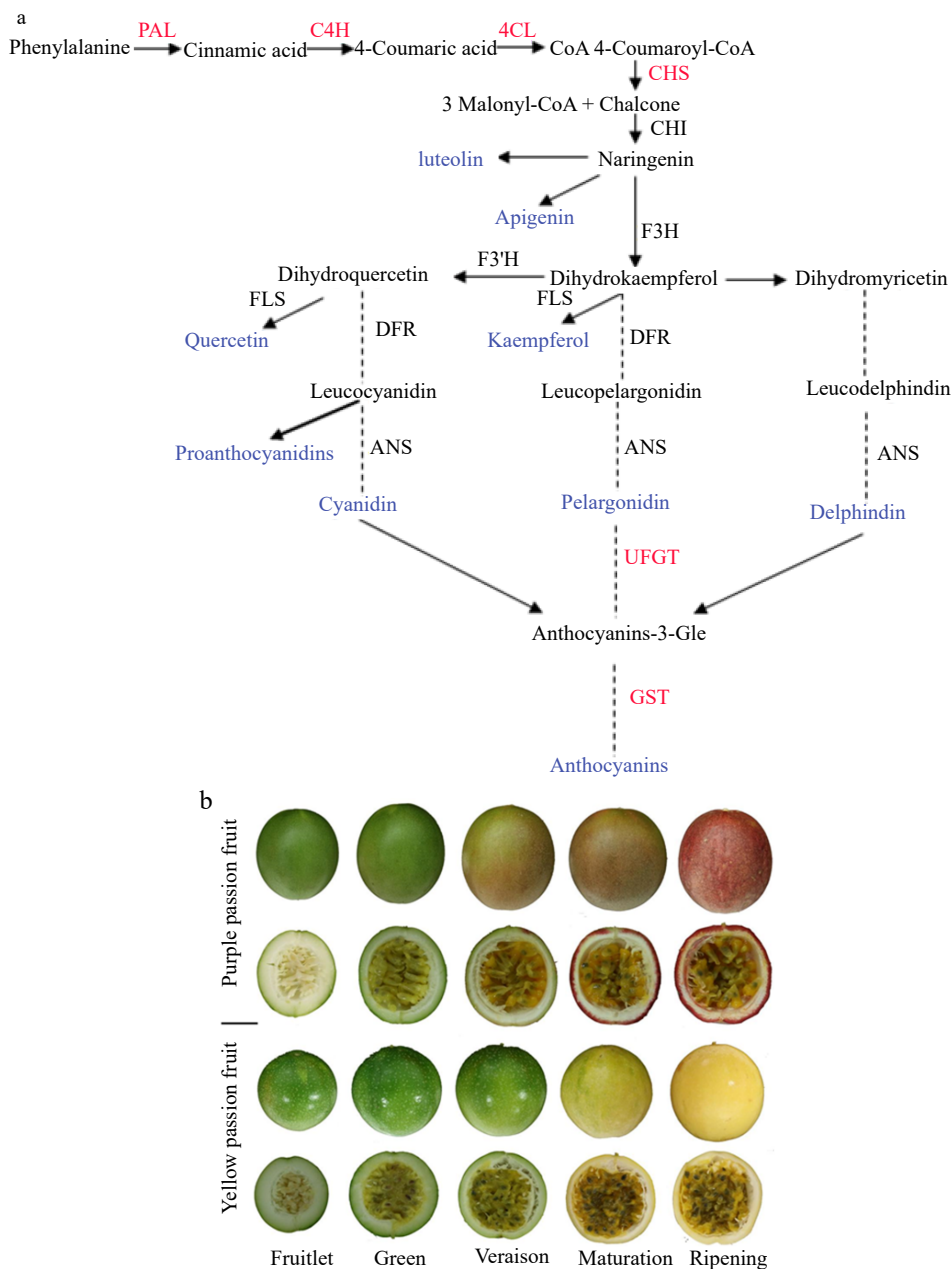 a
PAL C4H 4CL
Phenylalanine Cinnamic acid 4-Coumaric acid CoA 4-Coumaroyl-CoA
CHS
3 Malonyl-CoA + Chalcone
CHI
luteolin Naringenin
Apigenin
F3H
F3'H
Dihydroquercetin Dihydrokaempferol Dihydromyricetin
FLS FLS
Quercetin DFR Kaempferol DFR
Leucocyanidin Leucopelargonidin Leucodelphindin
Proanthocyanidins ANS ANS ANS
Cyanidin Pelargonidin Delphindin
UFGT
Anthocyanins-3-Gle
GST
Anthocyanins
b
Purple passion fruit
Yellow passion fruit
Fruitlet Green Veraison Maturation Ripening